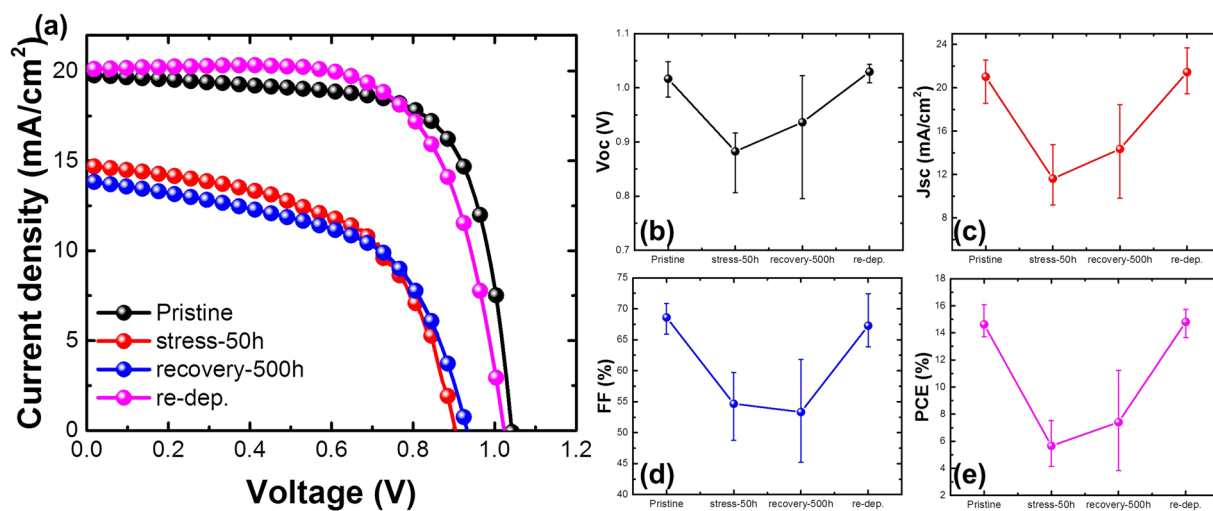 (a)
Current density (mA/cm²)
20
15
10
5
0
Pristine
stress-50h
recovery-500h
re-dep.
0.0 0.2 0.4 0.6 0.8 1.0 1.2
Voltage (V)
Voc (V)
1.1
1.0
0.9
0.8
0.7
(b)
Pristine stress-50h recovery-500h re-dep.
Jsc (mA/cm²)
24
20
16
12
8
(c)
Pristine stress-50h recovery-500h re-dep.
FF (%)
75
70
65
60
55
50
45
40
(d)
Pristine stress-50h recovery-500h re-dep.
PCE (%)
18
16
14
12
10
8
6
4
2
(e)
Pristine stress-50h recovery-500h re-dep.